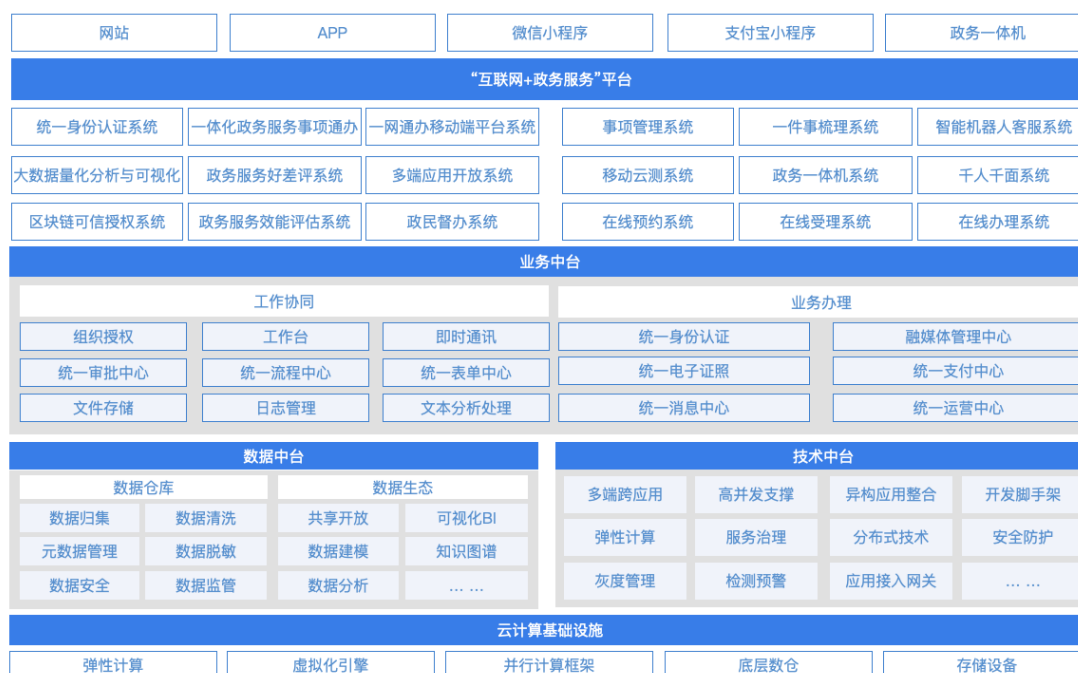 网站 APP 微信小程序 支付宝小程序 政务一体机
“互联网+政务服务”平台
统一身份认证系统 一体化政务服务事项通办 一网通办移动端平台系统 事项管理系统 一件事梳理系统 智能机器人客服系统
大数据量化分析与可视化 政务服务好差评系统 多端应用开放系统 移动云测系统 政务一体机系统 千人千面系统
区块链可信授权系统 政务服务效能评估系统 政民督办系统 在线预约系统 在线受理系统 在线办理系统
业务中台
工作协同 业务办理
组织授权 工作台 即时通讯 统一身份认证 融媒体管理中心
统一审批中心 统一流程中心 统一表单中心 统一电子证照 统一支付中心
文件存储 日志管理 文本分析处理 统一消息中心 统一运营中心
数据中台 技术中台
数据仓库 数据生态 多端跨应用 高并发支撑 异构应用整合 开发脚手架
数据归集 数据清洗 共享开放 可视化BI
元数据管理 数据脱敏 数据建模 知识图谱 弹性计算 服务治理 分布式技术 安全防护
数据安全 数据监管 数据分析 … … 灰度管理 检测预警 应用接入网关 … …
云计算基础设施
弹性计算 虚拟化引擎 并行计算框架 底层数仓 存储设备